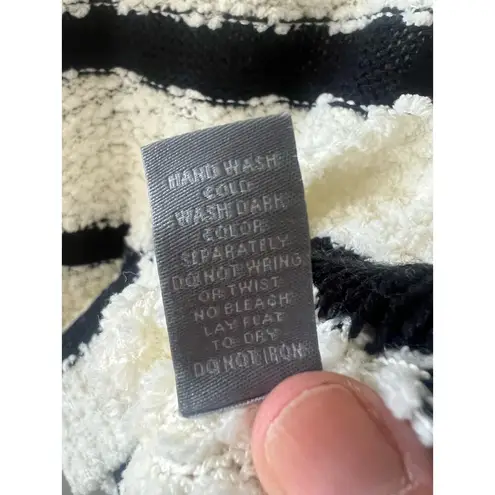 HAND WASH
COLD
WASH DARK
COLOR
SEPARATELY
DO NOT WRING
OR TWIST
NO BLEACH
LAY FLAT
TO DRY
DO NOT IRON